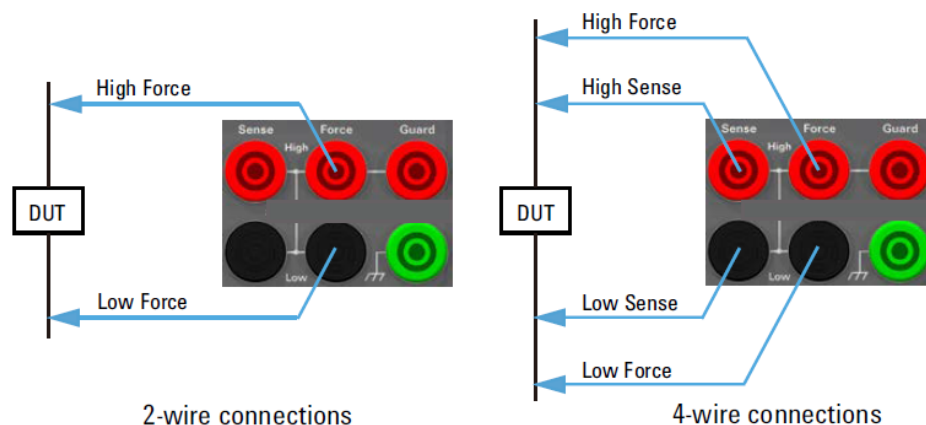 High Force
Sense Force Guard
High
DUT
Low
Low Force
2-wire connections
High Force
High Sense
Sense Force Guard
High
DUT
Low
Low Sense
Low Force
4-wire connections